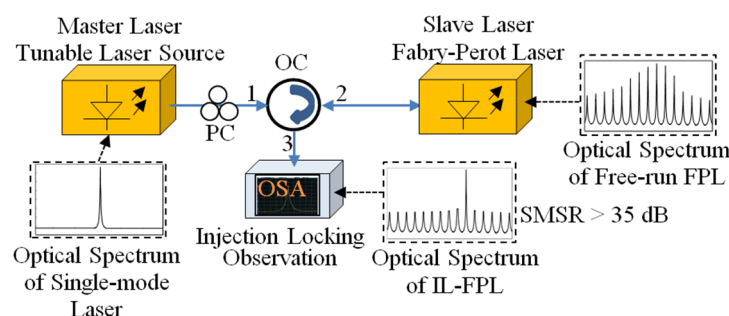 Master Laser
Tunable Laser Source
PC
1
OC
2
3
Slave Laser
Fabry-Perot Laser
Optical Spectrum
of Free-run FPL
OSA
Injection Locking
Observation
SMSR > 35 dB
Optical Spectrum
of IL-FPL
Optical Spectrum
of Single-mode
Laser